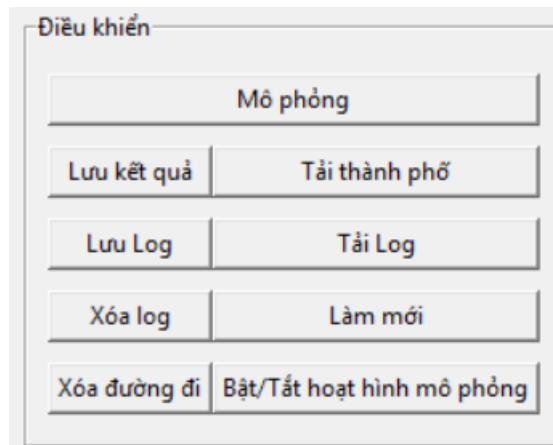 Điều khiển
Mô phỏng
Lưu kết quả Tải thành phố
Lưu Log Tải Log
Xóa log Làm mới
Xóa đường đi Bật/Tắt hoạt hình mô phỏng